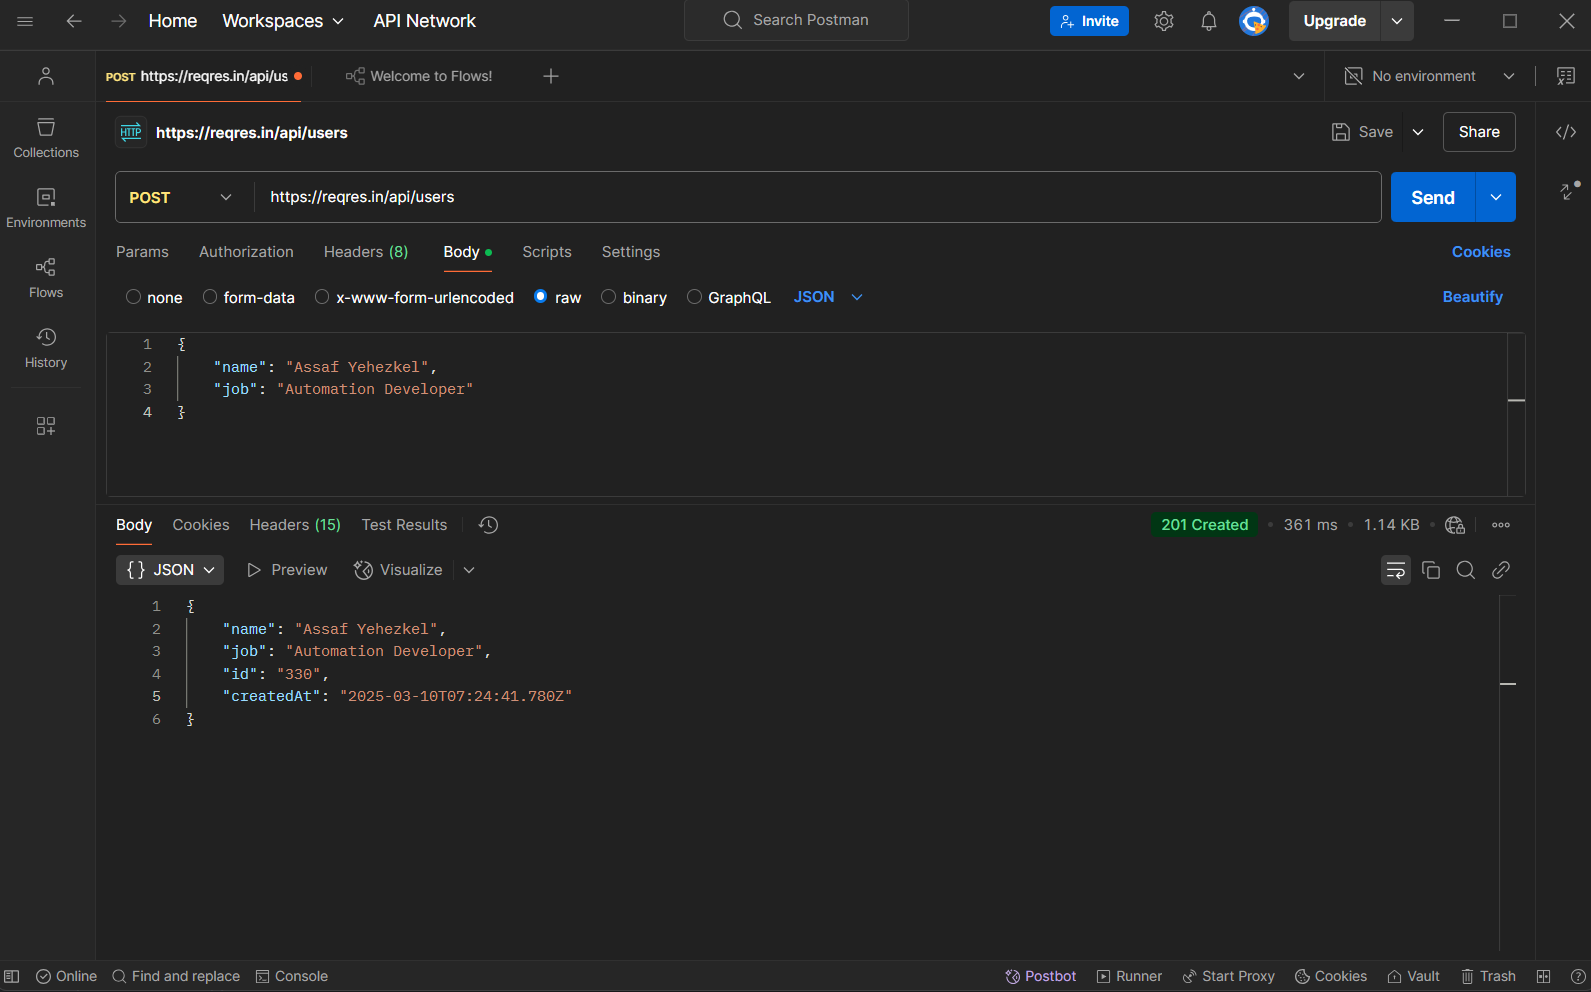 Home Workspaces API Network Search Postman Invite Upgrade
POST https://reqres.in/api/us Welcome to Flows! No environment
HTTP https://reqres.in/api/users Save Share
Collections
POST https://reqres.in/api/users Send
Environments
Params Authorization Headers (8) Body Scripts Settings Cookies
Flows
none form-data x-www-form-urlencoded raw binary GraphQL JSON Beautify
History
1 {
2 "name": "Assaf Yehezkel",
3 "job": "Automation Developer"
4 }
Body Cookies Headers (15) Test Results 201 Created • 361 ms • 1.14 KB •
{} JSON Preview Visualize
1 {
2 "name": "Assaf Yehezkel",
3 "job": "Automation Developer",
4 "id": "330",
5 "createdAt": "2025-03-10T07:24:41.780Z"
6 }
Online Find and replace Console Postbot Runner Start Proxy Cookies Vault Trash